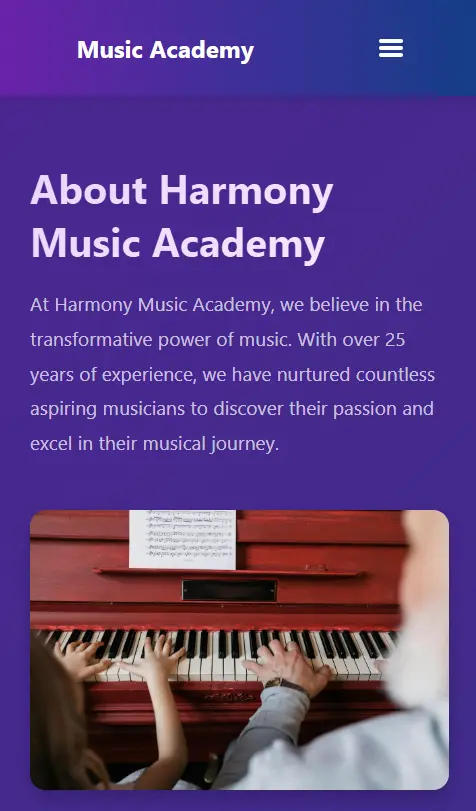 Music Academy
About Harmony
Music Academy
At Harmony Music Academy, we believe in the
transformative power of music. With over 25
years of experience, we have nurtured countless
aspiring musicians to discover their passion and
excel in their musical journey.